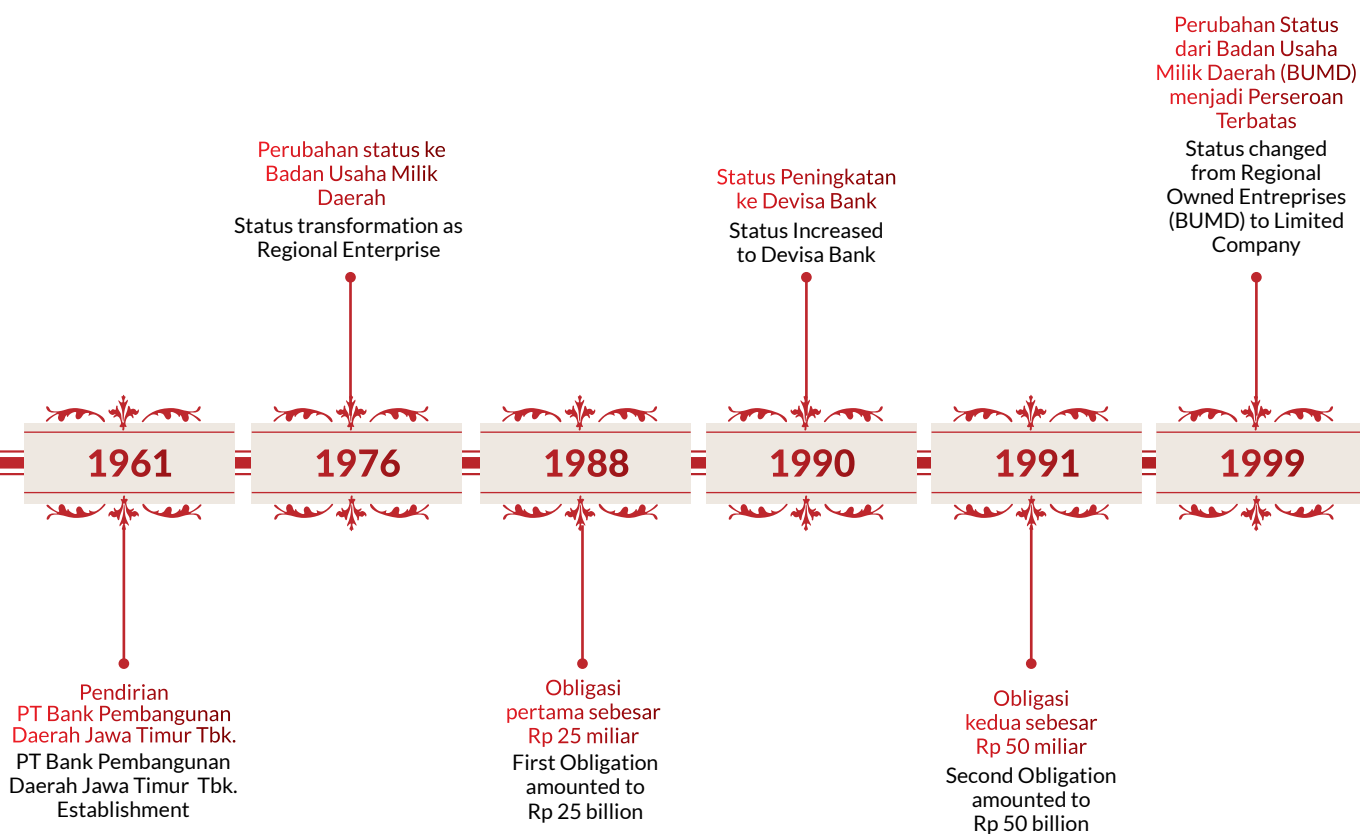 Perubahan Status
dari Badan Usaha
Milik Daerah (BUMD)
menjadi Perseroan
Terbatas
Status changed
from Regional
Owned Entreprises
(BUMD) to Limited
Company
Perubahan status ke
Badan Usaha Milik
Daerah
Status transformation as
Regional Enterprise
Status Peningkatan
ke Devisa Bank
Status Increased
to Devisa Bank
1961
1976
1988
1990
1991
1999
Pendirian
PT Bank Pembangunan
Daerah Jawa Timur Tbk.
PT Bank Pembangunan
Daerah Jawa Timur Tbk.
Establishment
Obligasi
pertama sebesar
Rp 25 miliar
First Obligation
amounted to
Rp 25 billion
Obligasi
kedua sebesar
Rp 50 miliar
Second Obligation
amounted to
Rp 50 billion